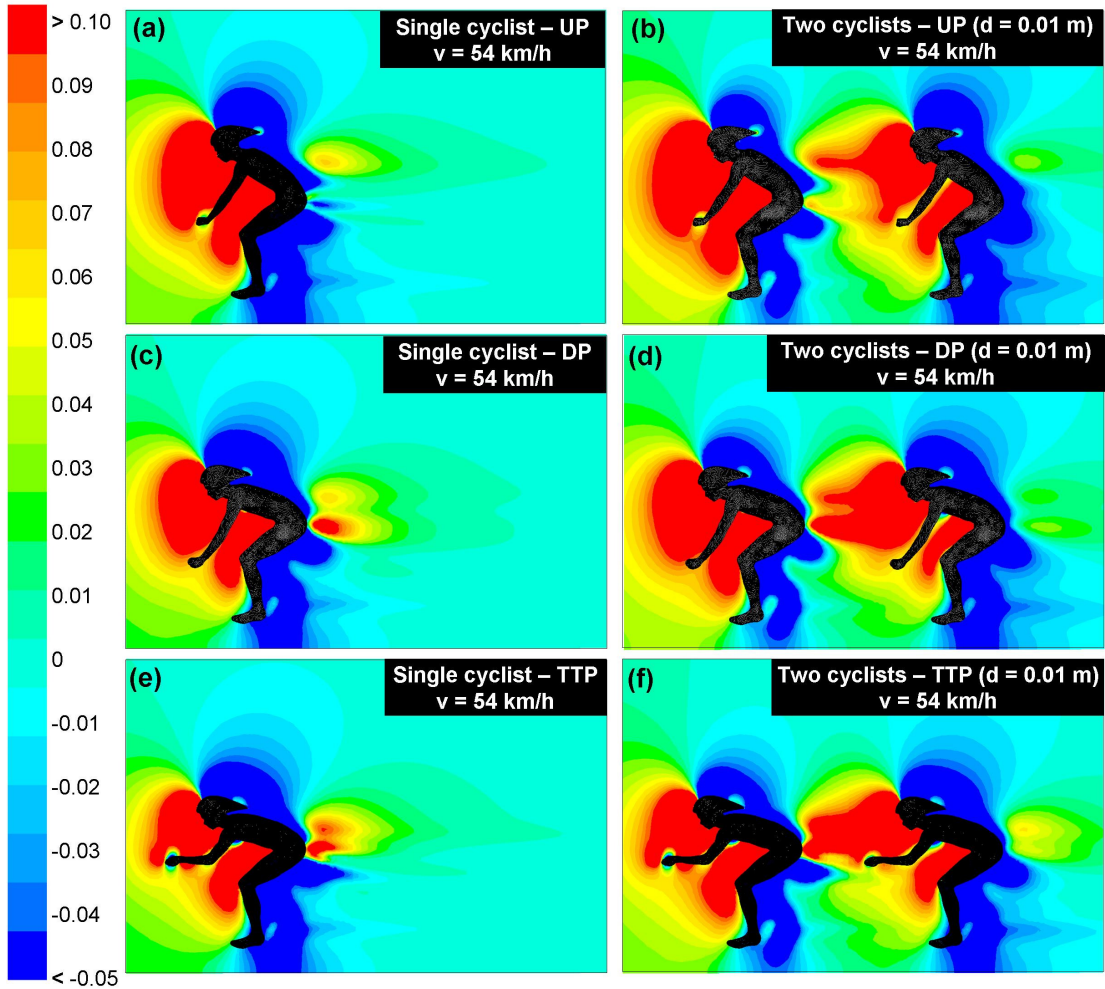 > 0.10
0.09
0.08
0.07
0.06
0.05
0.04
0.03
0.02
0.01
0
-0.01
-0.02
-0.03
-0.04
< -0.05
(a)
Single cyclist – UP
v = 54 km/h
(b)
Two cyclists – UP (d = 0.01 m)
v = 54 km/h
(c)
Single cyclist – DP
v = 54 km/h
(d)
Two cyclists – DP (d = 0.01 m)
v = 54 km/h
(e)
Single cyclist – TTP
v = 54 km/h
(f)
Two cyclists – TTP (d = 0.01 m)
v = 54 km/h